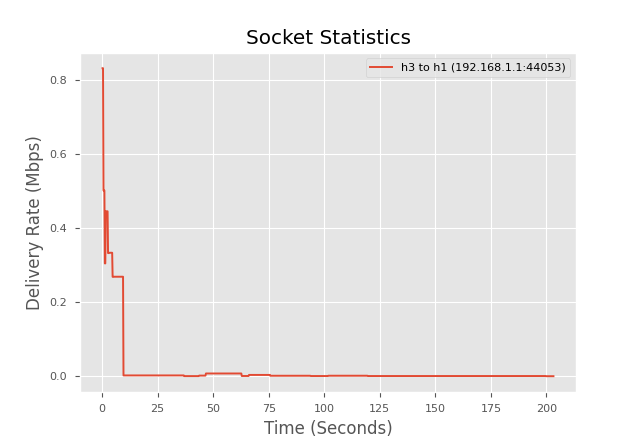 Socket Statistics
h3 to h1 (192.168.1.1:44053)
Delivery Rate (Mbps)
0.8
0.6
0.4
0.2
0.0
0 25 50 75 100 125 150 175 200
Time (Seconds)